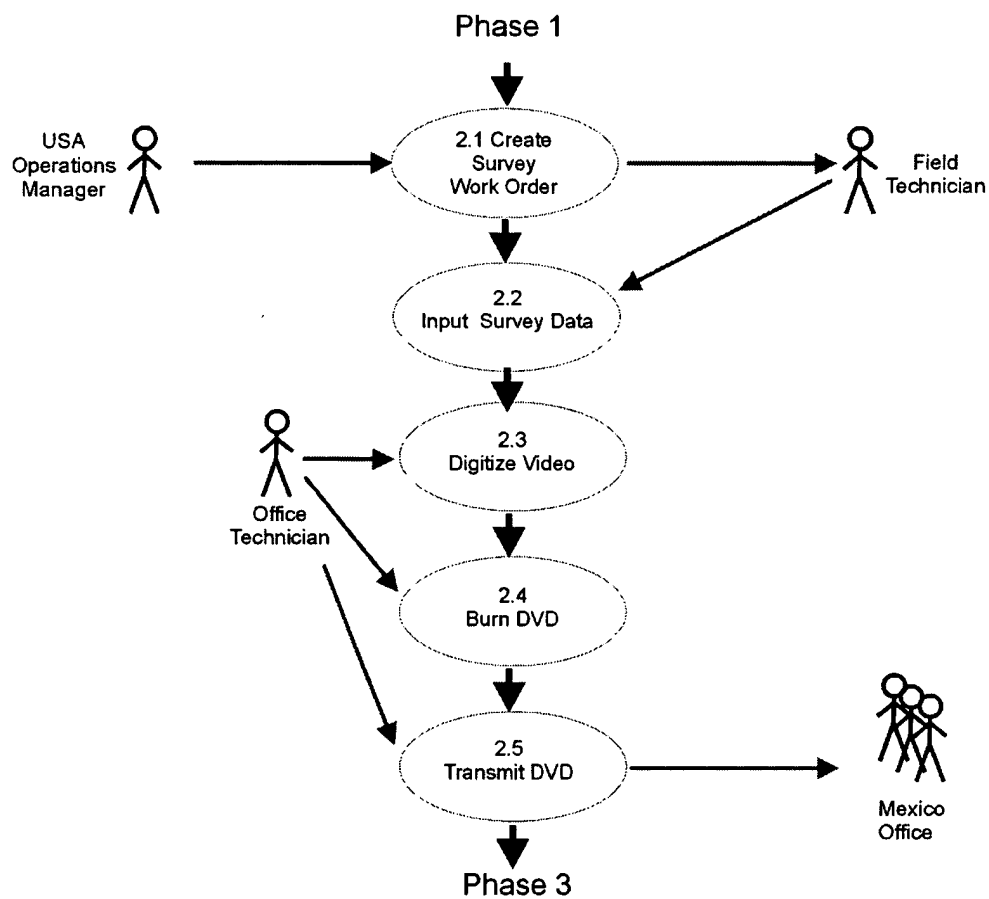 Phase 1
USA
Operations
Manager
2.1 Create
Survey
Work Order
Field
Technician
2.2
Input Survey Data
2.3
Digitize Video
Office
Technician
2.4
Burn DVD
2.5
Transmit DVD
Mexico
Office
Phase 3